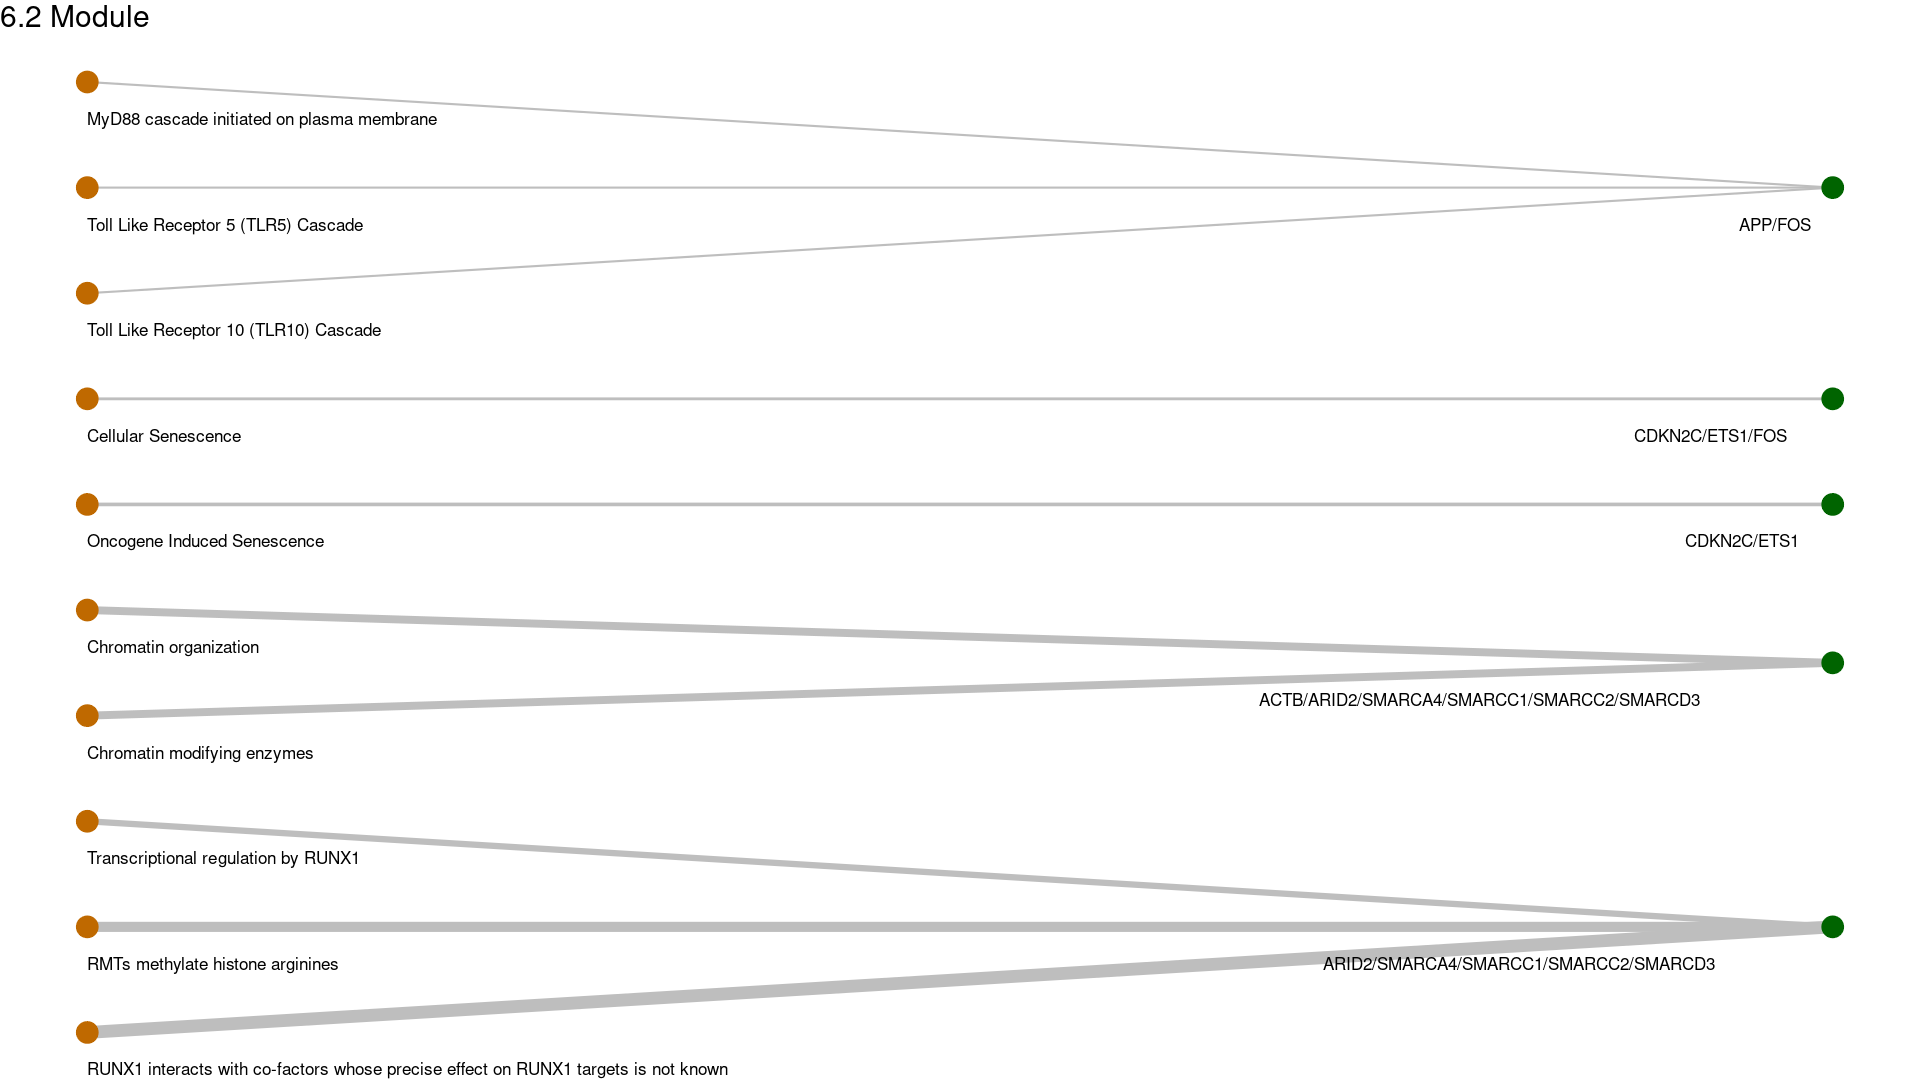 6.2 Module
MyD88 cascade initiated on plasma membrane
Toll Like Receptor 5 (TLR5) Cascade
APP/FOS
Toll Like Receptor 10 (TLR10) Cascade
Cellular Senescence
CDKN2C/ETS1/FOS
Oncogene Induced Senescence
CDKN2C/ETS1
Chromatin organization
ACTB/ARID2/SMARCA4/SMARCC1/SMARCC2/SMARCD3
Chromatin modifying enzymes
Transcriptional regulation by RUNX1
RMTs methylate histone arginines
ARID2/SMARCA4/SMARCC1/SMARCC2/SMARCD3
RUNX1 interacts with co-factors whose precise effect on RUNX1 targets is not known